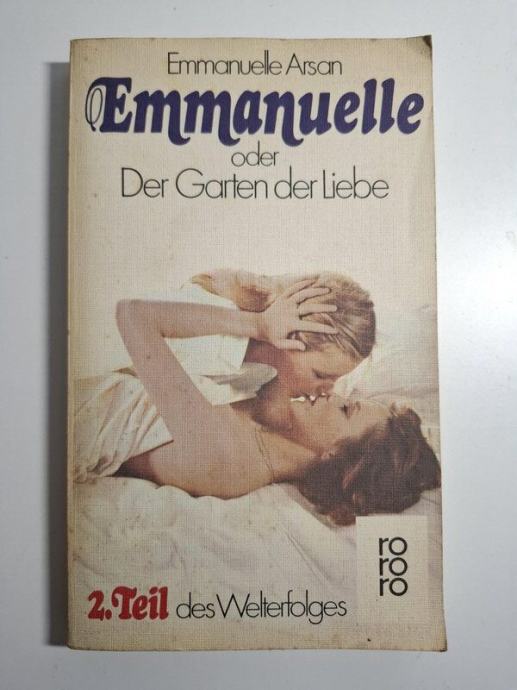 Emmanuelle Arsan
Emmanuelle
oder
Der Garten der Liebe
ro
ro
ro
2.Teil des Welterfolges